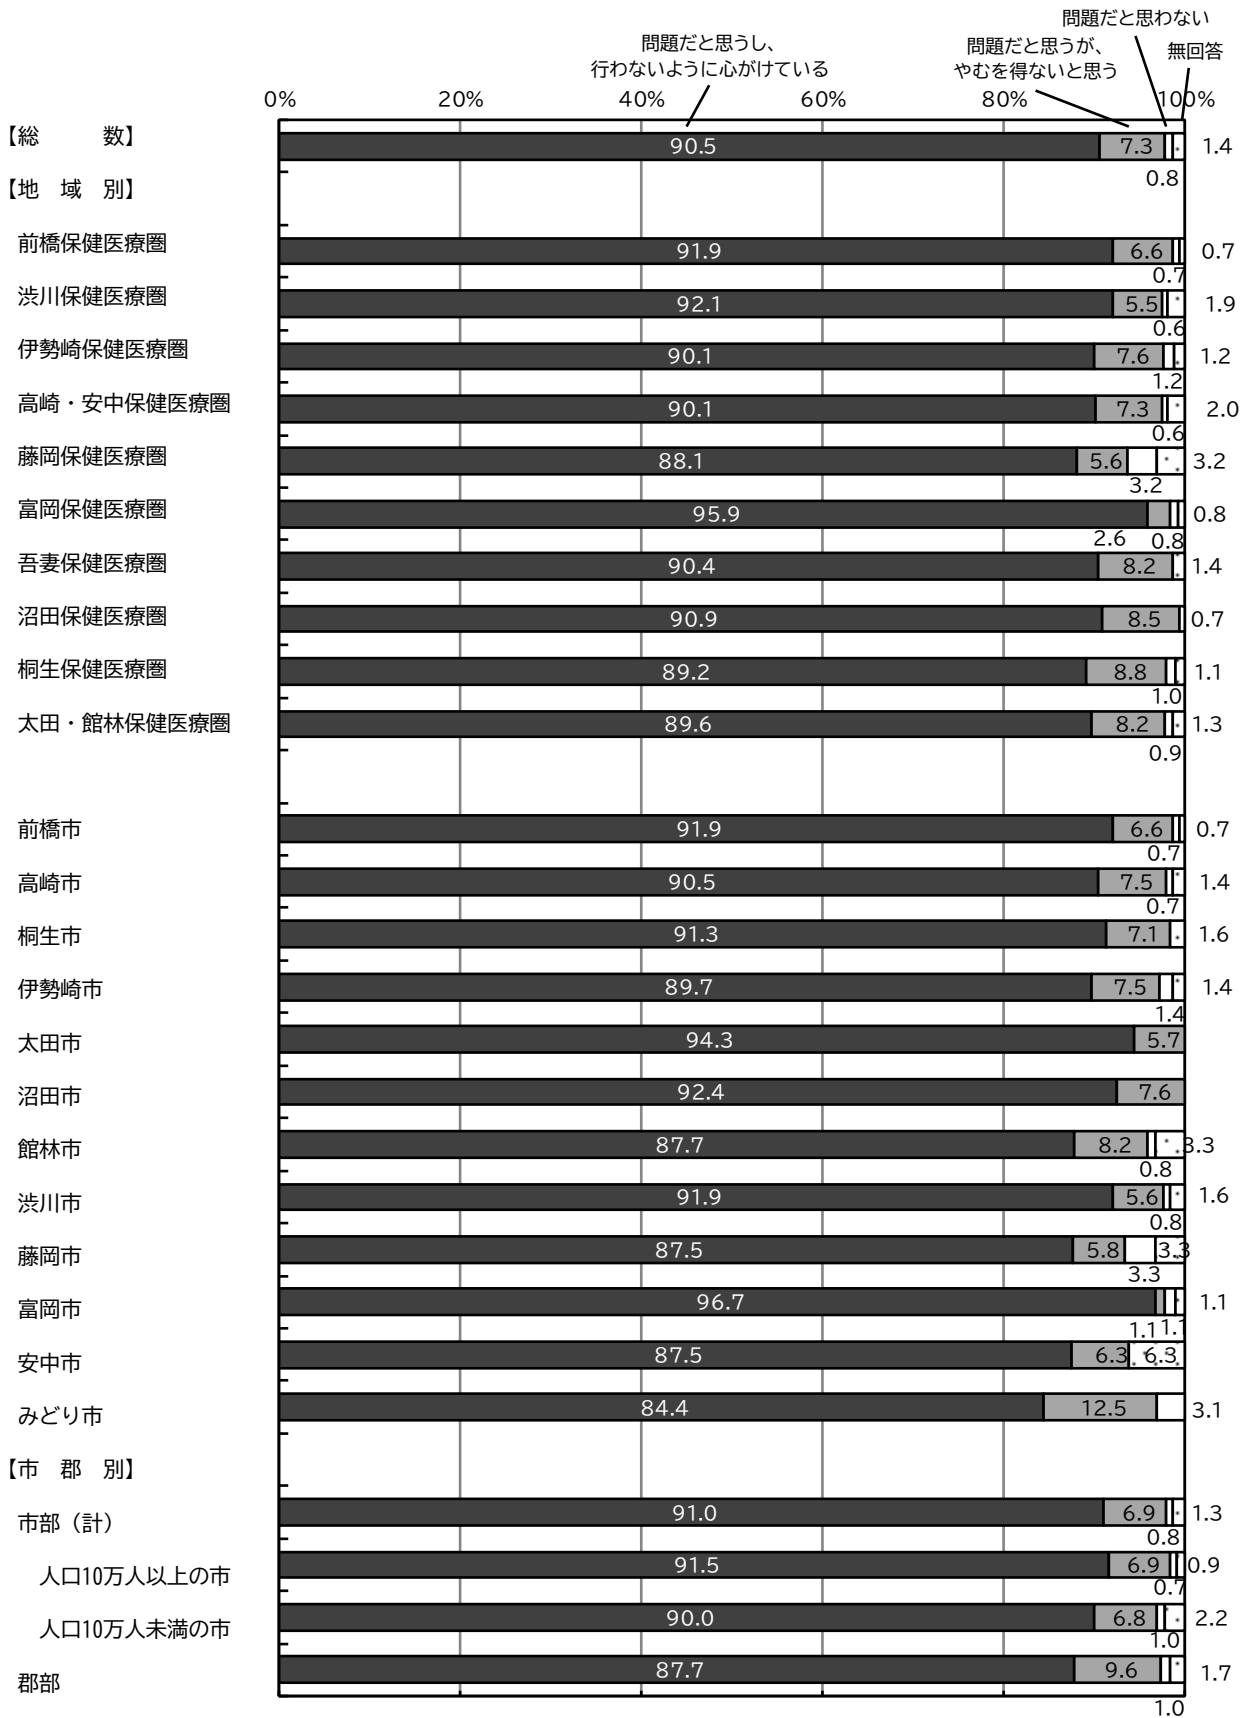 問題だと思わない
問題だと思うし、
行わないように心がけている
問題だと思うが、
やむを得ないと思う
無回答
0% 20% 40% 60% 80% 100%
【総　　　数】 90.5 7.3 1.4
0.8
【地　域　別】
前橋保健医療圏 91.9 6.6 0.7
0.7
渋川保健医療圏 92.1 5.5 1.9
0.6
伊勢崎保健医療圏 90.1 7.6 1.2
1.2
高崎・安中保健医療圏 90.1 7.3 2.0
0.6
藤岡保健医療圏 88.1 5.6 3.2
3.2
富岡保健医療圏 95.9 0.8
2.6 0.8
吾妻保健医療圏 90.4 8.2 1.4
沼田保健医療圏 90.9 8.5 0.7
桐生保健医療圏 89.2 8.8 1.1
1.0
太田・館林保健医療圏 89.6 8.2 1.3
0.9
前橋市 91.9 6.6 0.7
0.7
高崎市 90.5 7.5 1.4
0.7
桐生市 91.3 7.1 1.6
伊勢崎市 89.7 7.5 1.4
1.4
太田市 94.3 5.7
沼田市 92.4 7.6
館林市 87.7 8.2 3.3
0.8
渋川市 91.9 5.6 1.6
0.8
藤岡市 87.5 5.8 3.3
3.3
富岡市 96.7 1.1
1.1 1.1
安中市 87.5 6.3 6.3
みどり市 84.4 12.5 3.1
【市　郡　別】
市部（計） 91.0 6.9 1.3
0.8
人口10万人以上の市 91.5 6.9 0.9
0.7
人口10万人未満の市 90.0 6.8 2.2
1.0
郡部 87.7 9.6 1.7
1.0